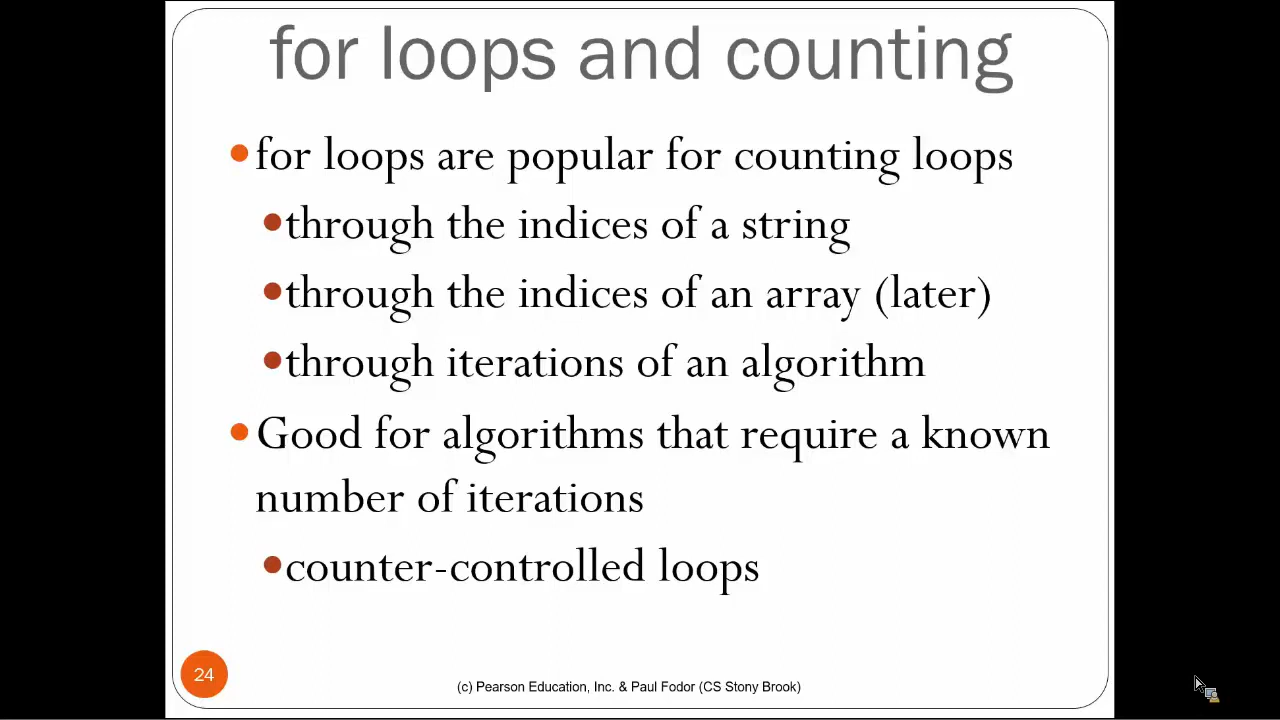 for loops and counting
•for loops are popular for counting loops
•through the indices of a string
•through the indices of an array (later)
•through iterations of an algorithm
•Good for algorithms that require a known
number of iterations
•counter-controlled loops
24
(c) Pearson Education, Inc. & Paul Fodor (CS Stony Brook)